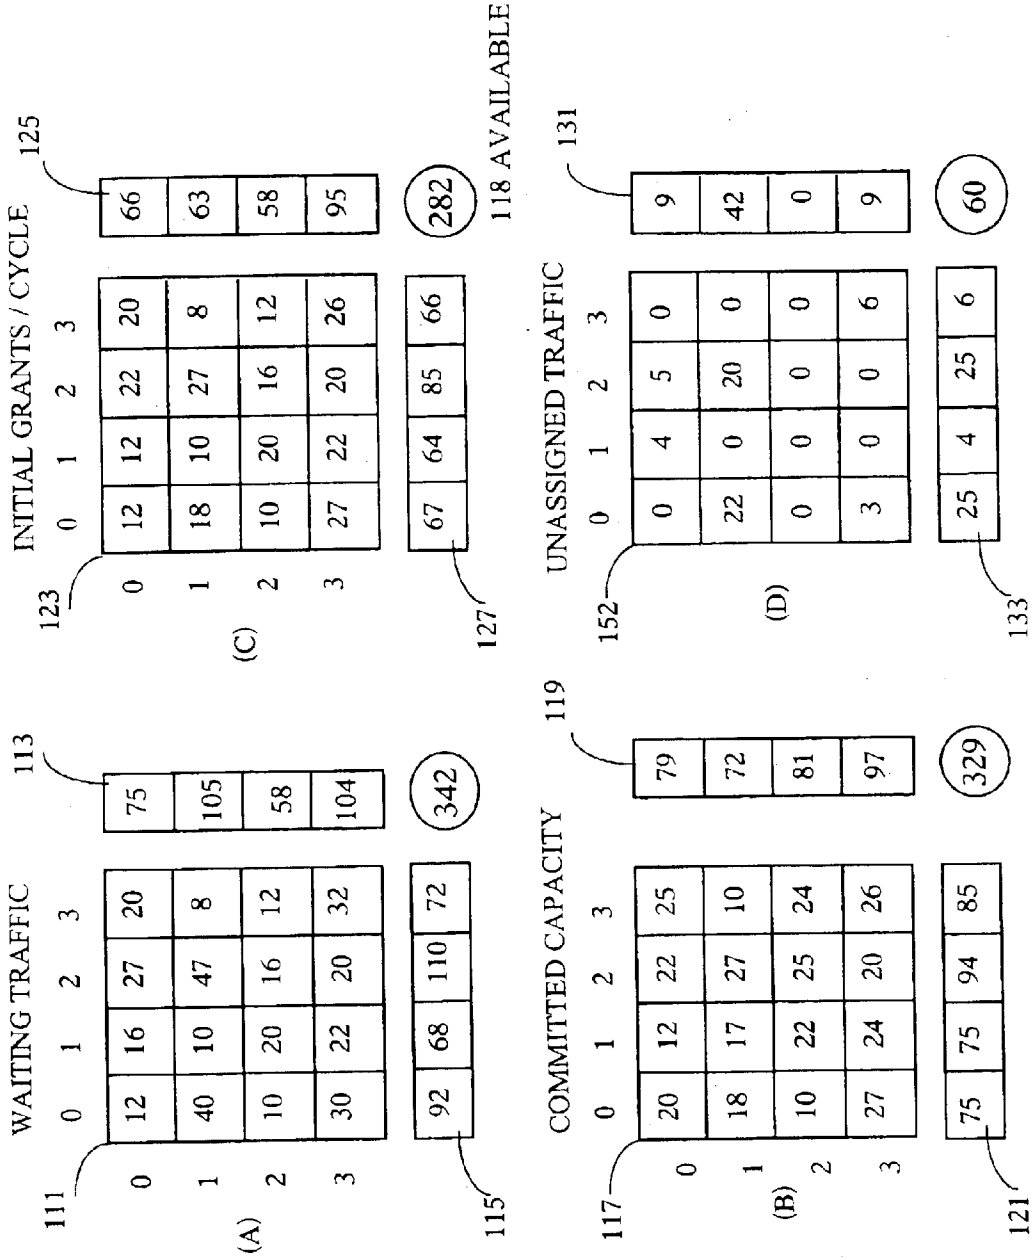 WAITING TRAFFIC
111
113
0 1 2 3
0 12 16 27 20 75
1 40 10 47 8 105
2 10 20 16 12 58
3 30 22 20 32 104
(A)
92 68 110 72 342
115
COMMITTED CAPACITY
117
119
0 1 2 3
0 20 12 22 25 79
1 18 17 27 10 72
2 10 22 25 24 81
3 27 24 20 26 97
(B)
75 75 94 85 329
121
INITIAL GRANTS / CYCLE
123
125
0 1 2 3
0 12 12 22 20 66
1 18 10 27 8 63
2 10 20 16 12 58
3 27 22 20 26 95
(C)
67 64 85 66 282
127
118 AVAILABLE
UNASSIGNED TRAFFIC
152
131
0 1 2 3
0 4 5 0 9
22 0 20 0 42
0 0 0 0 0
3 0 0 6 9
(D)
25 4 25 6 60
133